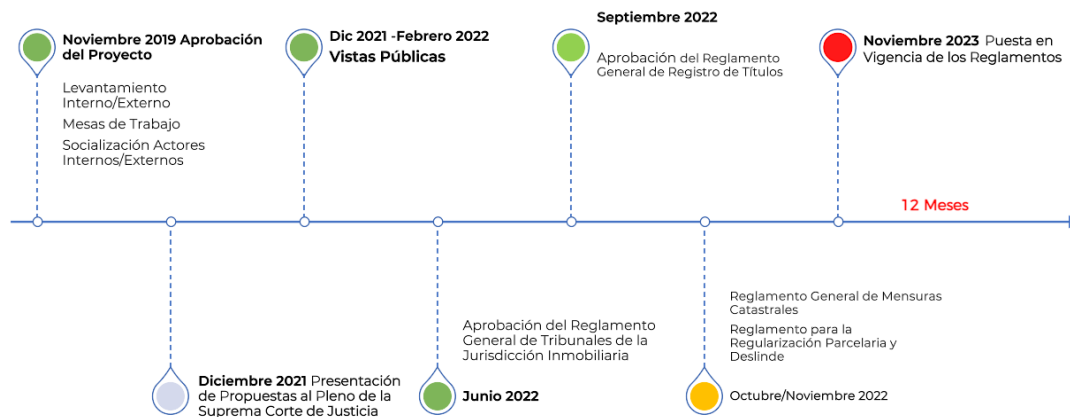 Noviembre 2019 Aprobación
del Proyecto
Levantamiento
Interno/Externo
Mesas de Trabajo
Socialización Actores
Internos/Externos
Dic 2021 -Febrero 2022
Vistas Públicas
Septiembre 2022
Aprobación del Reglamento
General de Registro de Títulos
Noviembre 2023 Puesta en
Vigencia de los Reglamentos
12 Meses
Diciembre 2021 Presentación
de Propuestas al Pleno de la
Suprema Corte de Justicia
Aprobación del Reglamento
General de Tribunales de la
Jurisdicción Inmobiliaria
Junio 2022
Reglamento General de Mensuras
Catastrales
Reglamento para la
Regularización Parcelaria y
Deslinde
Octubre/Noviembre 2022